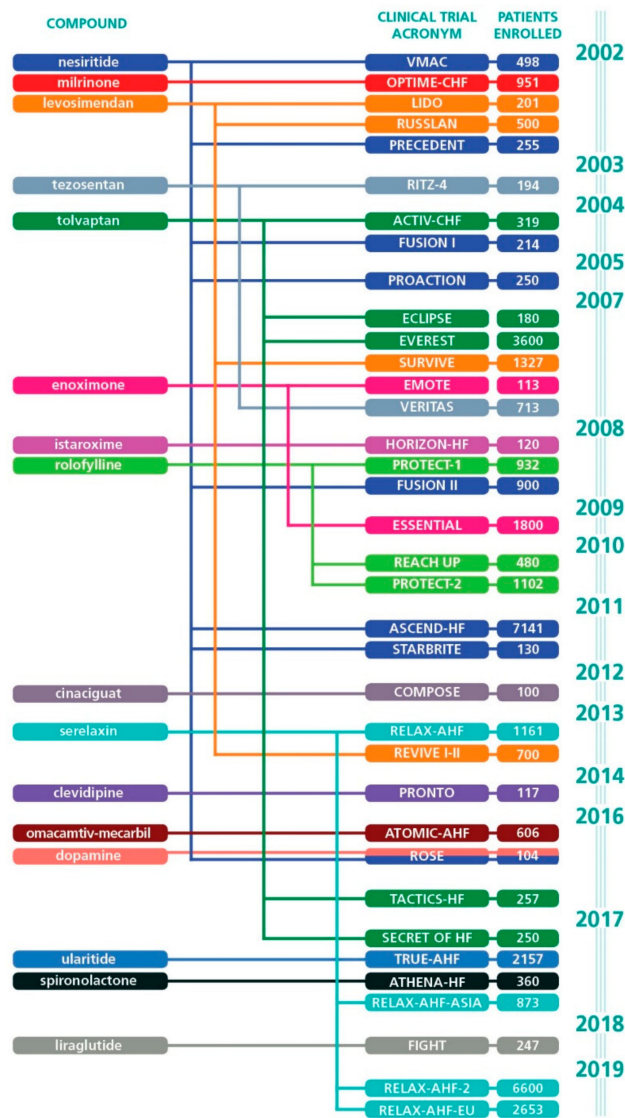 COMPOUND CLINICAL TRIAL ACRONYM PATIENTS ENROLLED
2002
nesiritide VMAC 498
milrinone OPTIME-CHF 951
levosimendan LIDO 201
RUSSLAN 500
PRECEDENT 255
2003
tezosentan RITZ-4 194
2004
tolvaptan ACTIV-CHF 319
FUSION I 214
2005
PROACTION 250
2007
ECLIPSE 180
EVEREST 3600
SURVIVE 1327
enoximone EMOTE 113
VERITAS 713
2008
istaroxime HORIZON-HF 120
rolofylline PROTECT-1 932
FUSION II 900
2009
ESSENTIAL 1800
2010
REACH UP 480
PROTECT-2 1102
2011
ASCEND-HF 7141
STARBRITE 130
2012
cinaciguat COMPOSE 100
2013
serelaxin RELAX-AHF 1161
REVIVE I-II 700
2014
clevidipine PRONTO 117
2016
omacamtiv-mecarbil ATOMIC-AHF 606
dopamine ROSE 104
TACTICS-HF 257
2017
SECRET OF HF 250
ularitide TRUE-AHF 2157
spironolactone ATHENA-HF 360
RELAX-AHF-ASIA 873
2018
liraglutide FIGHT 247
2019
RELAX-AHF-2 6600
RELAX-AHF-EU 2653